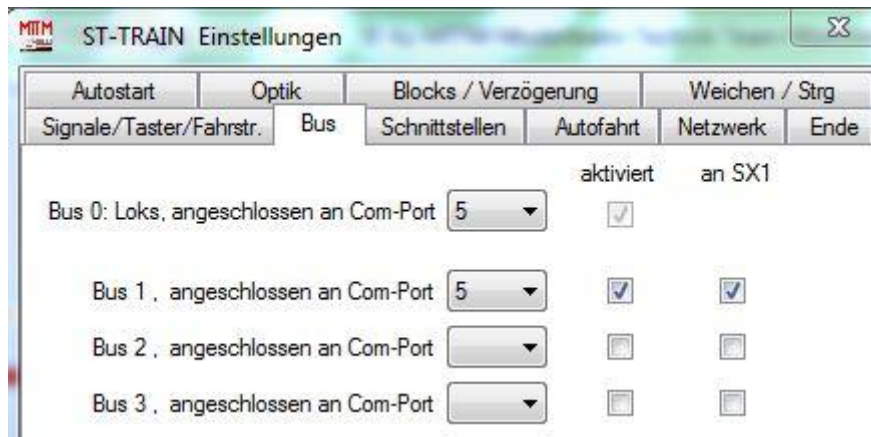 MTTM
ST-TRAIN Einstellungen
Autostart Optik Blocks / Verzögerung Weichen / Strg
Signale/Taster/Fahrstr. Bus Schnittstellen Autofahrt Netzwerk Ende
aktiviert an SX1
Bus 0: Loks, angeschlossen an Com-Port 5
Bus 1 , angeschlossen an Com-Port 5
Bus 2 , angeschlossen an Com-Port
Bus 3 , angeschlossen an Com-Port